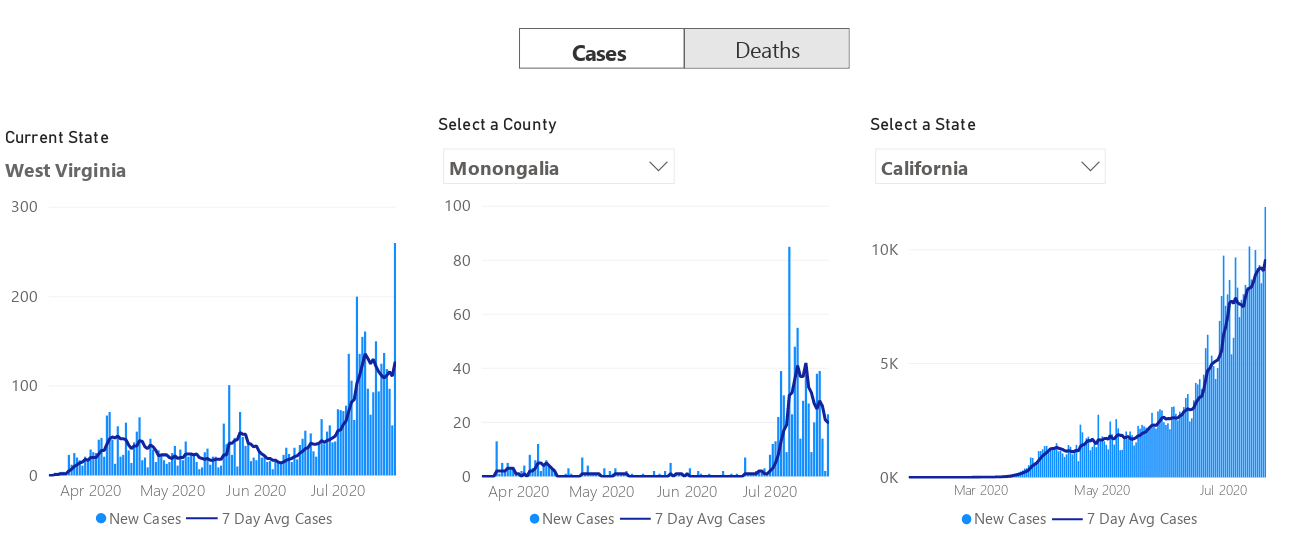 Cases Deaths
Current State
West Virginia
300
200
100
0
Apr 2020 May 2020 Jun 2020 Jul 2020
New Cases 7 Day Avg Cases
Select a County
Monongalia
100
80
60
40
20
0
Apr 2020 May 2020 Jun 2020 Jul 2020
New Cases 7 Day Avg Cases
Select a State
California
10K
5K
0K
Mar 2020 May 2020 Jul 2020
New Cases 7 Day Avg Cases